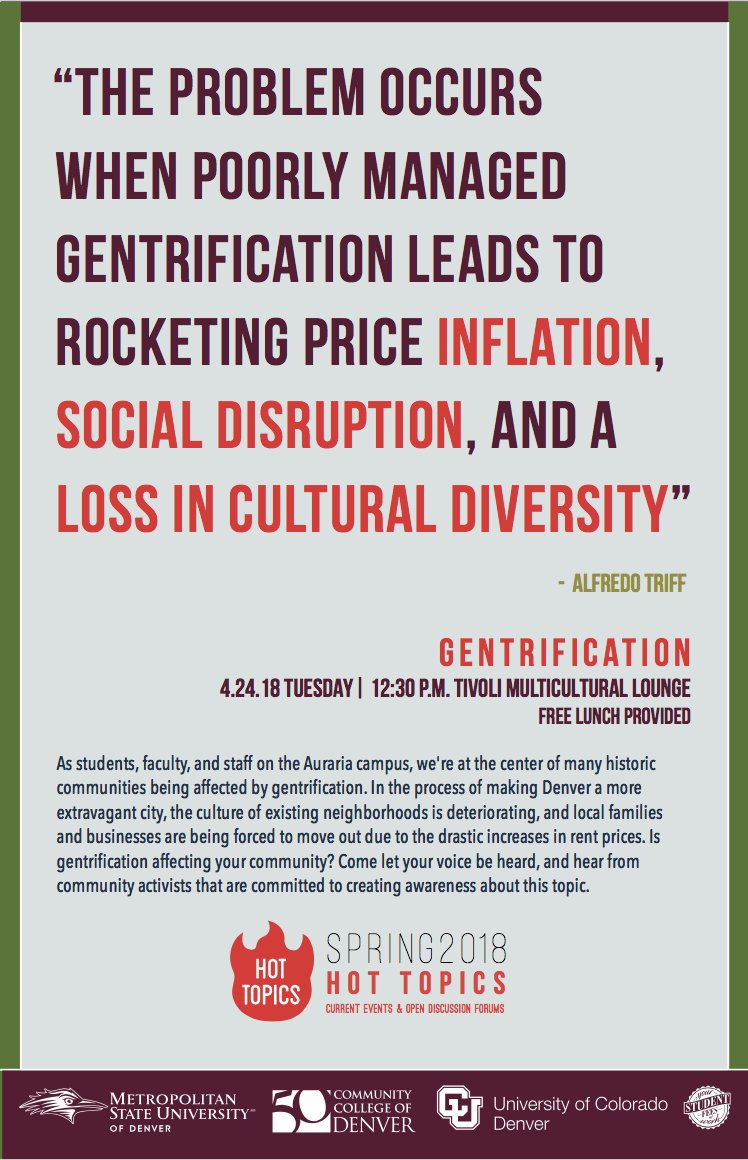 “THE PROBLEM OCCURS
WHEN POORLY MANAGED
GENTRIFICATION LEADS TO
ROCKETING PRICE INFLATION,
SOCIAL DISRUPTION, AND A
LOSS IN CULTURAL DIVERSITY”
- ALFREDO TRIFF
GENTRIFICATION
4.24.18 TUESDAY | 12:30 P.M. TIVOLI MULTICULTURAL LOUNGE
FREE LUNCH PROVIDED
As students, faculty, and staff on the Auraria campus, we're at the center of many historic
communities being affected by gentrification. In the process of making Denver a more
extravagant city, the culture of existing neighborhoods is deteriorating, and local families
and businesses are being forced to move out due to the drastic increases in rent prices. Is
gentrification affecting your community? Come let your voice be heard, and hear from
community activists that are committed to creating awareness about this topic.
HOT
TOPICS
SPRING2018
HOT TOPICS
CURRENT EVENTS & OPEN DISCUSSION FORUMS
METROPOLITAN
STATE UNIVERSITY
OF DENVER
50
COMMUNITY
COLLEGE OF
DENVER
CU
University of Colorado
Denver
your
STUDENT
FEES
at
work